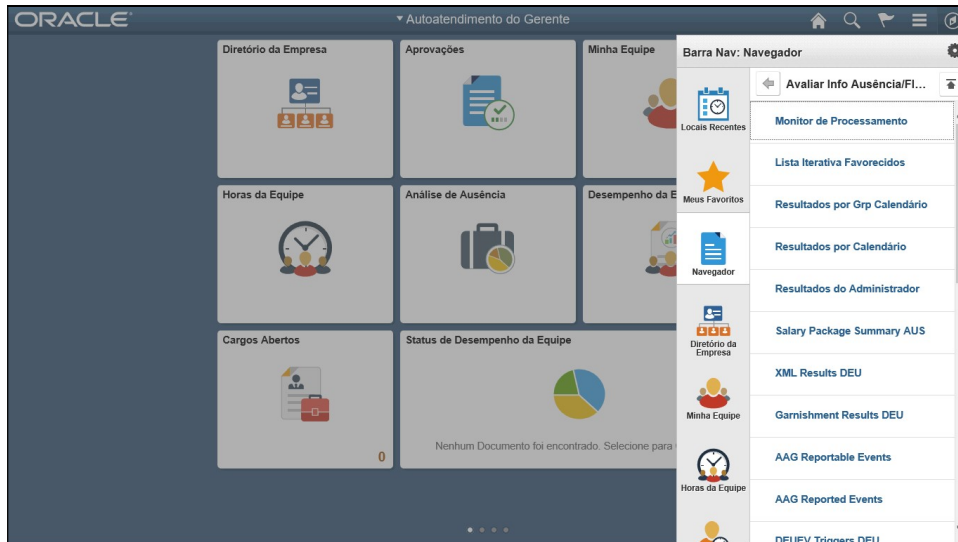 ORACLE
Autoatendimento do Gerente
Diretório da Empresa
Aprovações
Minha Equipe
Horas da Equipe
Análise de Ausência
Desempenho da E
Cargos Abertos
0
Status de Desempenho da Equipe
Nenhum Documento foi encontrado. Selecione para
Barra Nav: Navegador
Locais Recentes
Meus Favoritos
Navegador
Diretório da
Empresa
Minha Equipe
Horas da Equipe
Avaliar Info Ausência/Fl...
Monitor de Processamento
Lista Iterativa Favorecidos
Resultados por Grp Calendário
Resultados por Calendário
Resultados do Administrador
Salary Package Summary AUS
XML Results DEU
Garnishment Results DEU
AAG Reportable Events
AAG Reported Events
DEUEV Triggers DEU